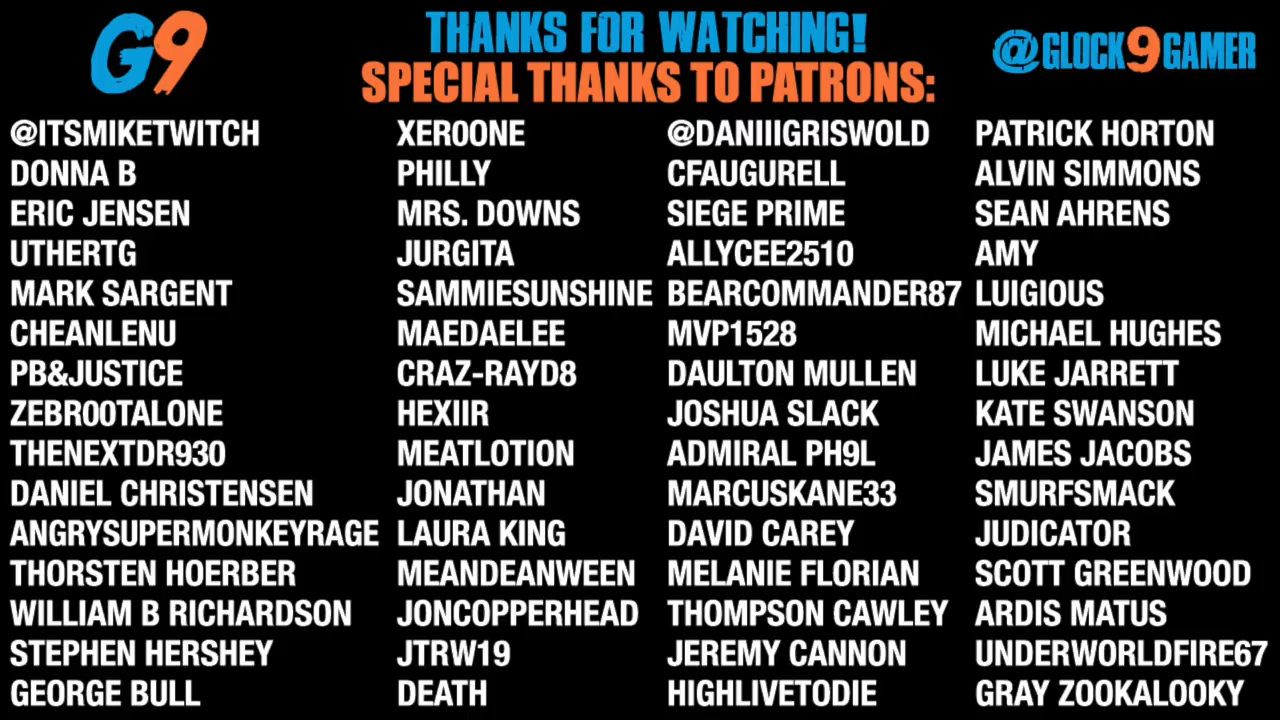 G9
THANKS FOR WATCHING!
SPECIAL THANKS TO PATRONS:
@GLOCK9GAMER
@ITSMIKETWITCH
DONNA B
ERIC JENSEN
UTHERTG
MARK SARGENT
CHEANLENU
PB&JUSTICE
ZEBR00TALONE
THENEXTDR930
DANIEL CHRISTENSEN
ANGRYSUPERMONKEYRAGE
THORSTEN HOERBER
WILLIAM B RICHARDSON
STEPHEN HERSHEY
GEORGE BULL
XER0ONE
PHILLY
MRS. DOWNS
JURGITA
SAMMIESUNSHINE
MAEDAELEE
CRAZ-RAYD8
HEXIIR
MEATLOTION
JONATHAN
LAURA KING
MEANDEANWEEN
JONCOPPERHEAD
JTRW19
DEATH
@DANIIIGRISWOLD
CFAUGURELL
SIEGE PRIME
ALLYCEE2510
BEARCOMMANDER87
MVP1528
DAULTON MULLEN
JOSHUA SLACK
ADMIRAL PH9L
MARCUSKANE33
DAVID CAREY
MELANIE FLORIAN
THOMPSON CAWLEY
JEREMY CANNON
HIGHLIVETODIE
PATRICK HORTON
ALVIN SIMMONS
SEAN AHRENS
AMY
LUIGIOUS
MICHAEL HUGHES
LUKE JARRETT
KATE SWANSON
JAMES JACOBS
SMURFSMACK
JUDICATOR
SCOTT GREENWOOD
ARDIS MATUS
UNDERWORLDFIRE67
GRAY ZOOKALOOKY